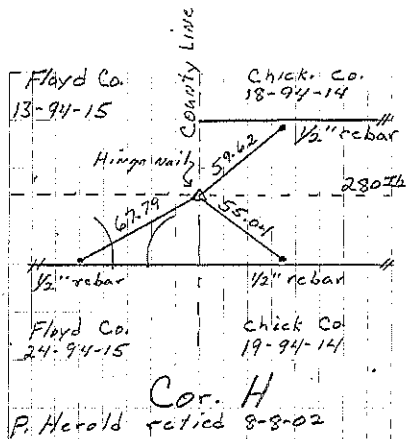 County Line
Floyd Co.
13-94-15
Chick. Co.
18-94-14
1/2" rebar
Hinge nail
59.62
280th
67.79
55.04
1/2" rebar
1/2" rebar
Floyd Co.
24-94-15
Chick Co
19-94-14
Cor. H
P. Herold retied 8-8-02